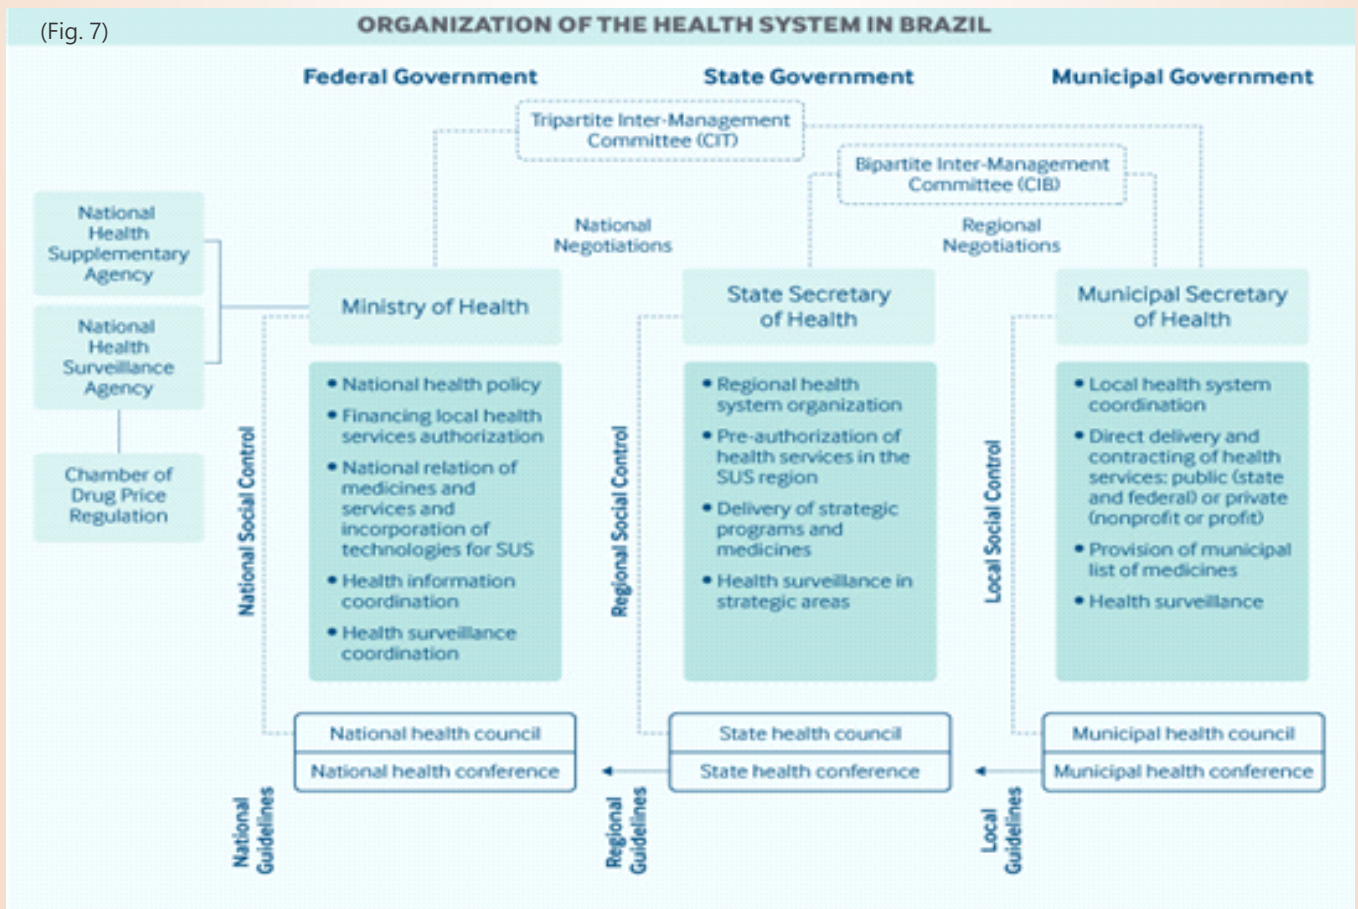 (Fig. 7)
ORGANIZATION OF THE HEALTH SYSTEM IN BRAZIL
Federal Government
State Government
Municipal Government
Tripartite Inter-Management
Committee (CIT)
Bipartite Inter-Management
Committee (CIB)
National
Negotiations
Regional
Negotiations
National
Health
Supplementary
Agency
National
Health
Surveillance
Agency
Chamber of
Drug Price
Regulation
Ministry of Health
• National health policy
• Financing local health
services authorization
• National relation of
medicines and
services and
incorporation of
technologies for SUS
• Health information
coordination
• Health surveillance
coordination
National Social Control
National health council
National health conference
National
Guidelines
State Secretary
of Health
• Regional health
system organization
• Pre-authorization of
health services in the
SUS region
• Delivery of strategic
programs and
medicines
• Health surveillance in
strategic areas
Regional Social Control
State health council
State health conference
Regional
Guidelines
Municipal Secretary
of Health
• Local health system
coordination
• Direct delivery and
contracting of health
services: public (state
and federal) or private
(nonprofit or profit)
• Provision of municipal
list of medicines
• Health surveillance
Local Social Control
Municipal health council
Municipal health conference
Local
Guidelines